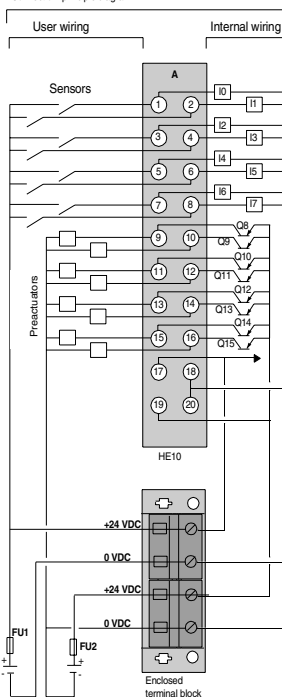 User wiring
Internal wiring
A
Sensors
1 2 I0
I1
3 4 I2
I3
5 6 I4
I5
7 8 I6
I7
9 10 Q8
Q9
11 12 Q10
Q11
13 14 Q12
Q13
15 16 Q14
Q15
Preactuators
17 18
19 20
HE10
+24 VDC
0 VDC
+24 VDC
0 VDC
FU1
FU2
+ -
+ -
Enclosed
terminal block